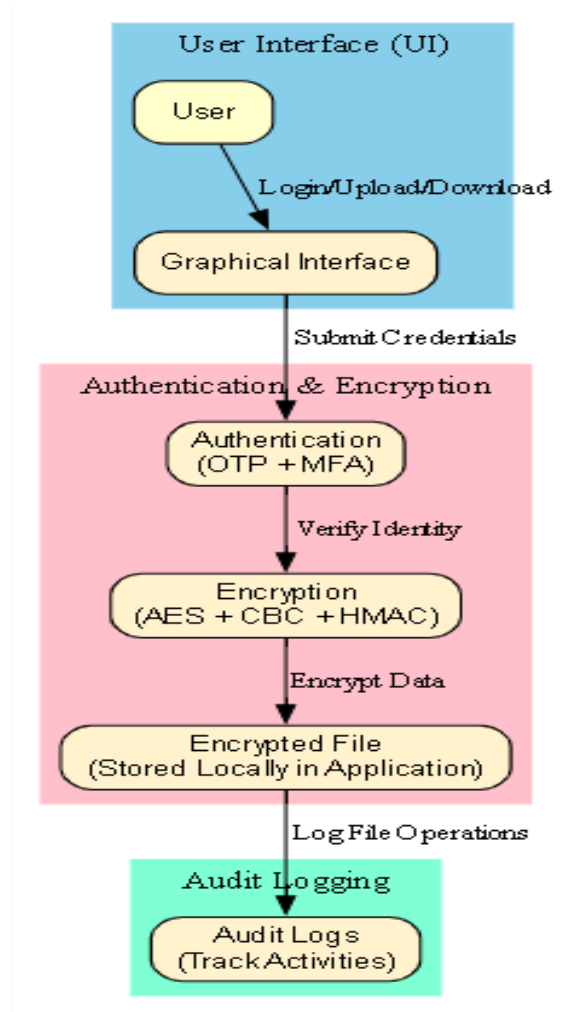 User Interface (UI)
User
Login/Upload/Download
Graphical Interface
Submit Credentials
Authentication & Encryption
Authentication
(OTP + MFA)
Verify Identity
Encryption
(AES + CBC + HMAC)
Encrypt Data
Encrypted File
(Stored Locally in Application)
Log File Operations
Audit Logging
Audit Logs
(Track Activities)